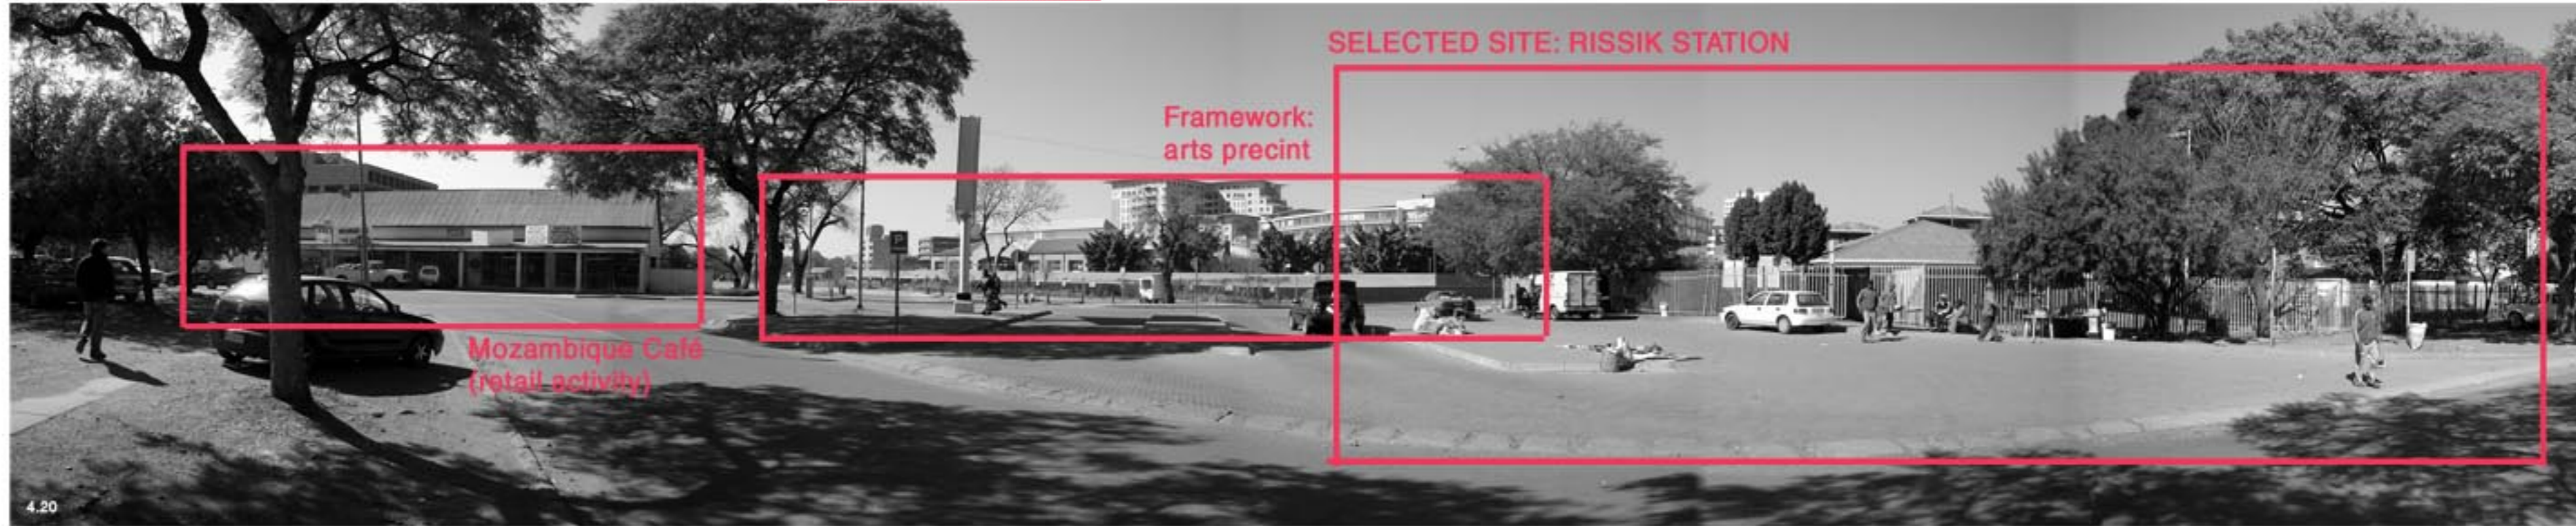 SELECTED SITE: RISSIK STATION
Framework:
arts precint
Mozambique Café
(retail activity)
P
4.20